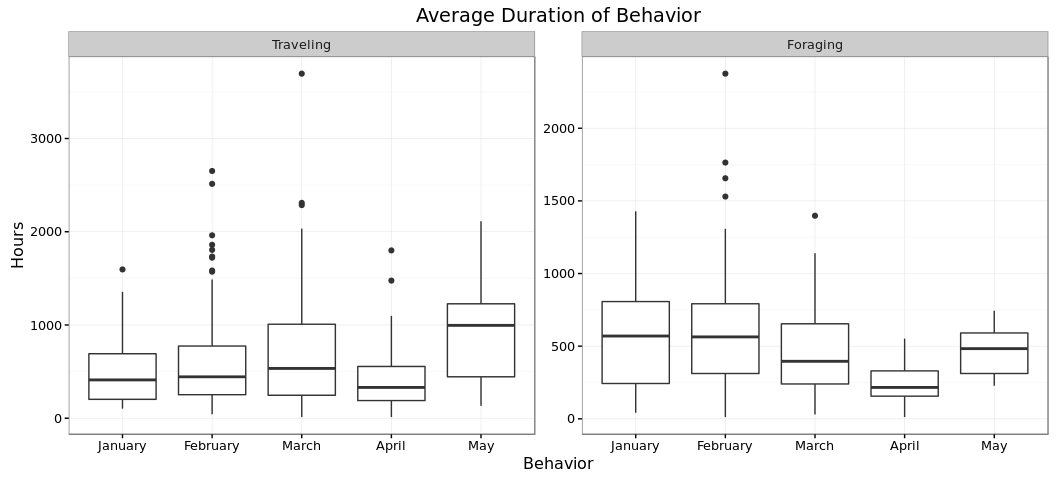 Average Duration of Behavior
Traveling
Foraging
Hours
3000
2000
1000
0
January February March April May
2000
1500
1000
500
0
January February March April May
Behavior